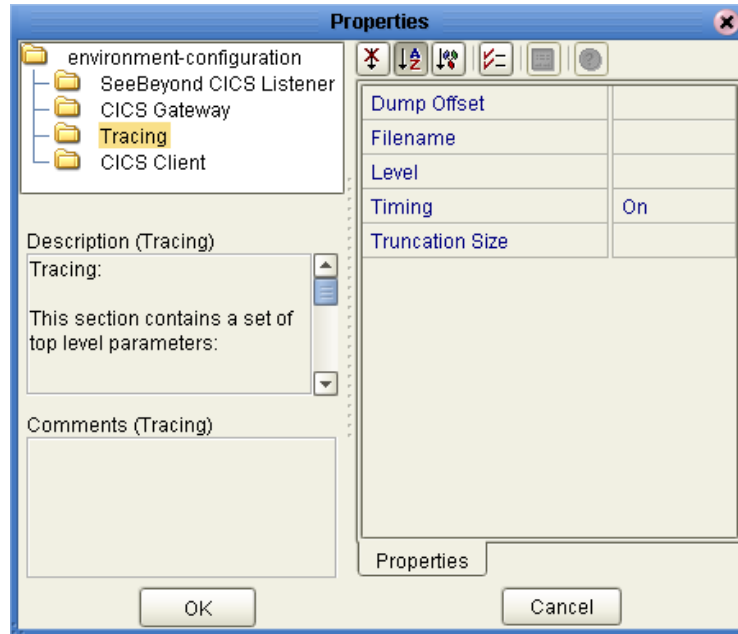 Properties
environment-configuration
SeeBeyond CICS Listener
CICS Gateway
Tracing
CICS Client
Description (Tracing)
Tracing:
This section contains a set of
top level parameters:
Comments (Tracing)
Dump Offset
Filename
Level
Timing On
Truncation Size
Properties
OK
Cancel